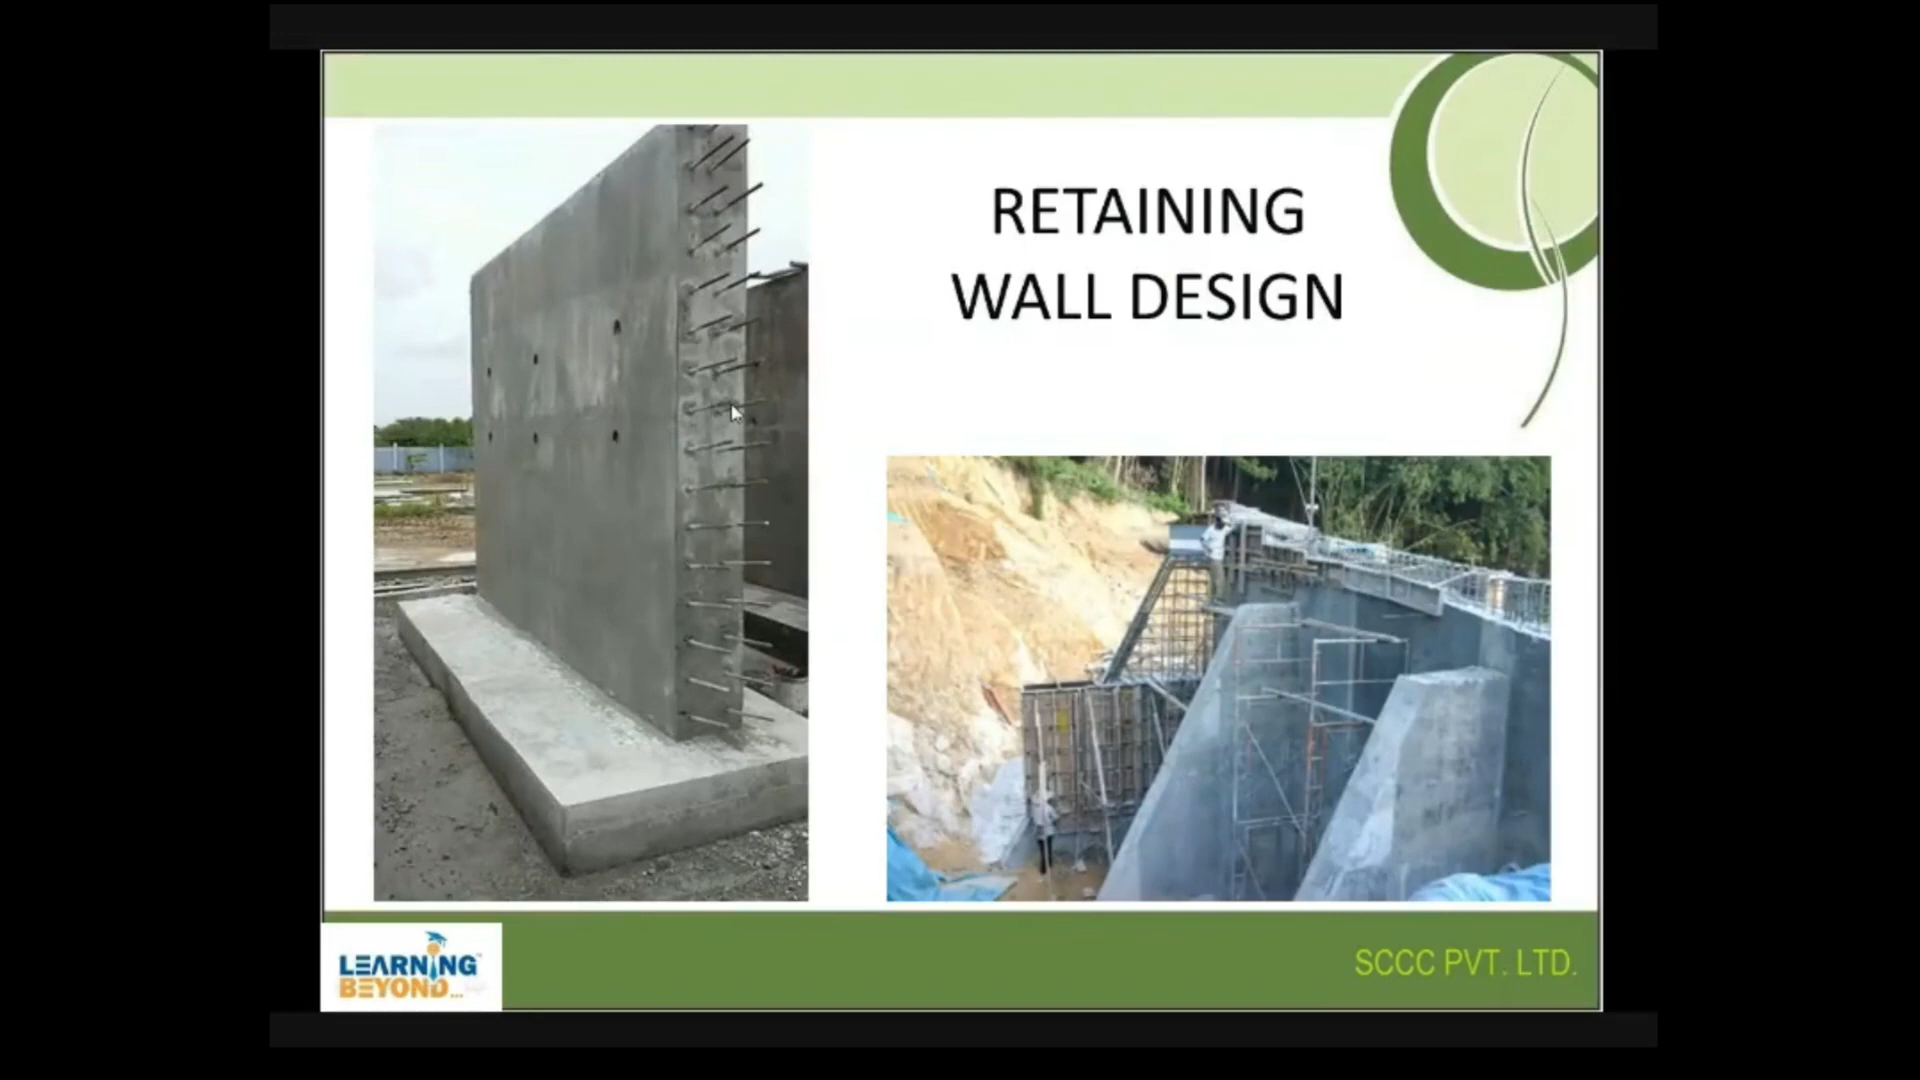 RETAINING
WALL DESIGN
LEARNING
BEYOND...
SCCC PVT. LTD.